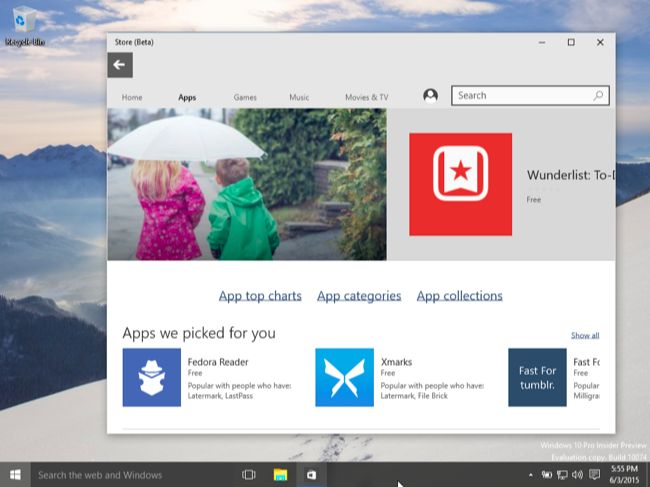 Recycle Bin
Store (Beta)
Home Apps Games Music Movies & TV Search
Wunderlist: To-D
Free
App top charts App categories App collections
Apps we picked for you Show all
Fedora Reader
Free
Popular with people who have:
Latermark, LastPass
Xmarks
Free
Popular with people who have:
Latermark, File Brick
Fast For
tumblr.
Fast Fo
Free
Popular
Milligra
Windows 10 Pro Insider Preview
Evaluation copy. Build 10074
Search the web and Windows
5:55 PM
6/3/2015